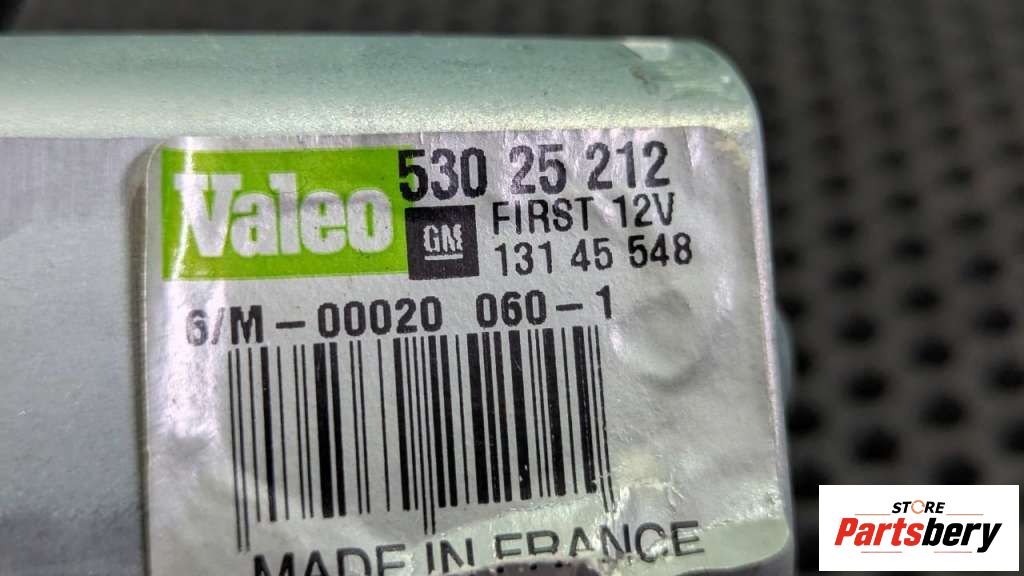 Valeo
530 25 212
GM
FIRST 12V
131 45 548
6/M-00020 060-1
MADE IN FRANCE
STORE
Partsbery